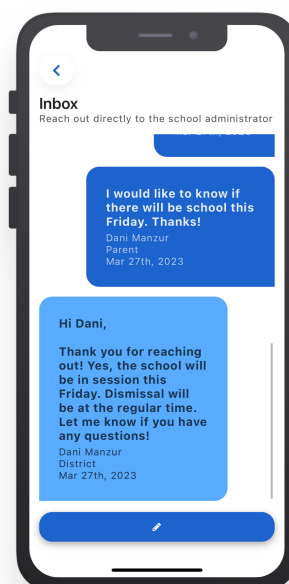 Inbox
Reach out directly to the school administrator
I would like to know if
there will be school this
Friday. Thanks!
Dani Manzur
Parent
Mar 27th, 2023
Hi Dani,
Thank you for reaching
out! Yes, the school will
be in session this
Friday. Dismissal will
be at the regular time.
Let me know if you have
any questions!
Dani Manzur
District
Mar 27th, 2023